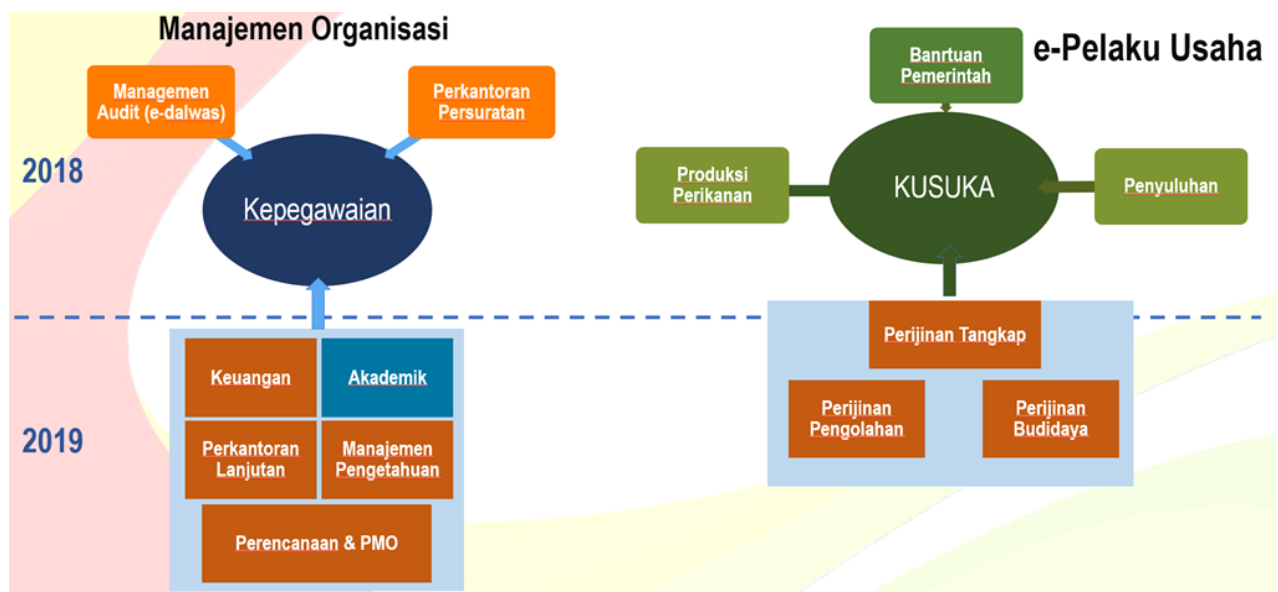 Manajemen Organisasi
Managemen
Audit (e-dalwas)
Perkantoran
Persuratan
2018
Kepegawaian
Banrtuan
Pemerintah
e-Pelaku Usaha
Produksi
Perikanan
KUSUKA
Penyuluhan
2019
Keuangan
Akademik
Perkantoran
Lanjutan
Manajemen
Pengetahuan
Perencanaan & PMO
Perijinan Tangkap
Perijinan
Pengolahan
Perijinan
Budidaya